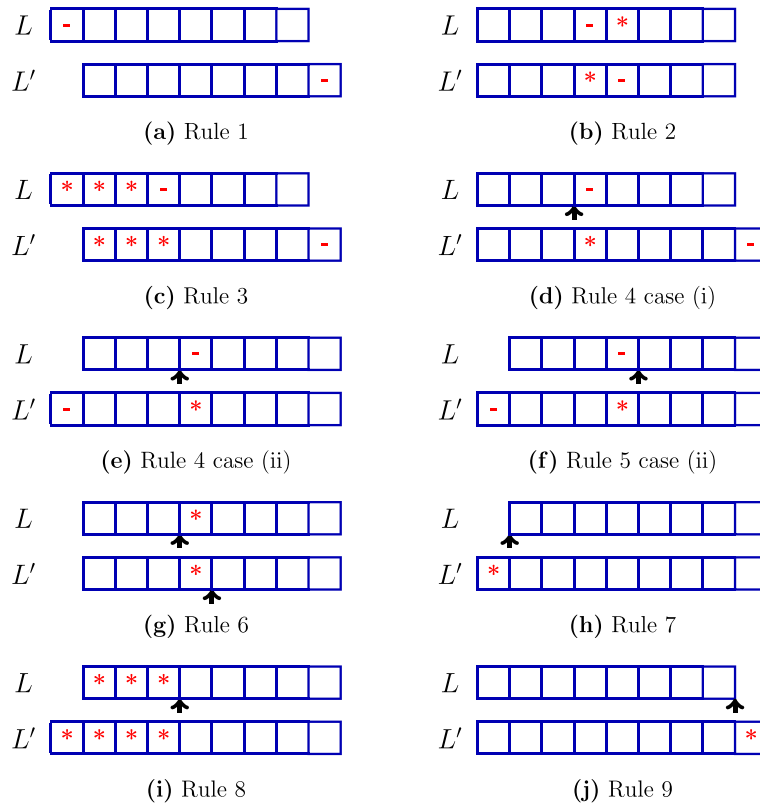 L - L - *
L′ - L′ * -
(a) Rule 1 (b) Rule 2
L * * * - L -
L′ * * * - L′ * -
(c) Rule 3 (d) Rule 4 case (i)
L - L -
L′ - * L′ - *
(e) Rule 4 case (ii) (f) Rule 5 case (ii)
L * L
L′ * L′ *
(g) Rule 6 (h) Rule 7
L * * * L
L′ * * * * L′ *
(i) Rule 8 (j) Rule 9